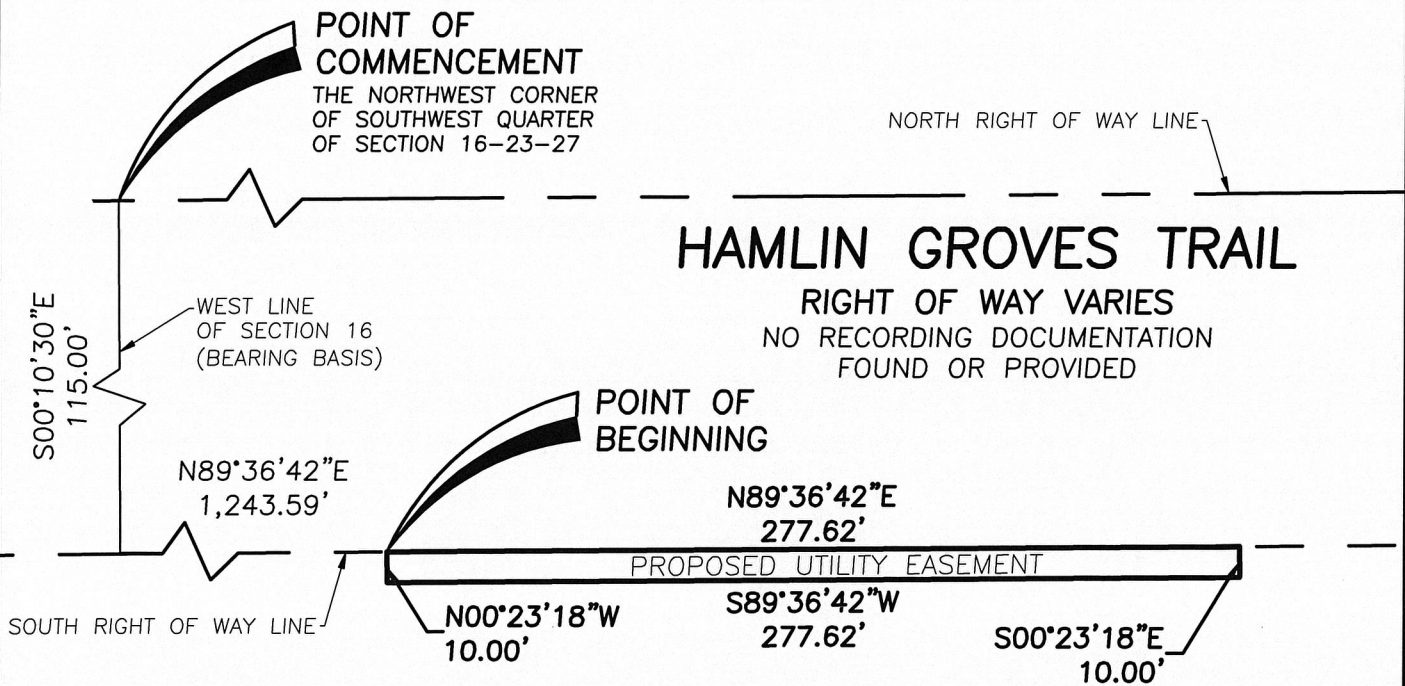 POINT OF
COMMENCEMENT
THE NORTHWEST CORNER
OF SOUTHWEST QUARTER
OF SECTION 16-23-27
NORTH RIGHT OF WAY LINE
HAMLIN GROVES TRAIL
RIGHT OF WAY VARIES
NO RECORDING DOCUMENTATION
FOUND OR PROVIDED
S00°10'30"E
115.00'
WEST LINE
OF SECTION 16
(BEARING BASIS)
POINT OF
BEGINNING
N89°36'42"E
1,243.59'
N89°36'42"E
277.62'
PROPOSED UTILITY EASEMENT
SOUTH RIGHT OF WAY LINE
N00°23'18"W
10.00'
S89°36'42"W
277.62'
S00°23'18"E
10.00'